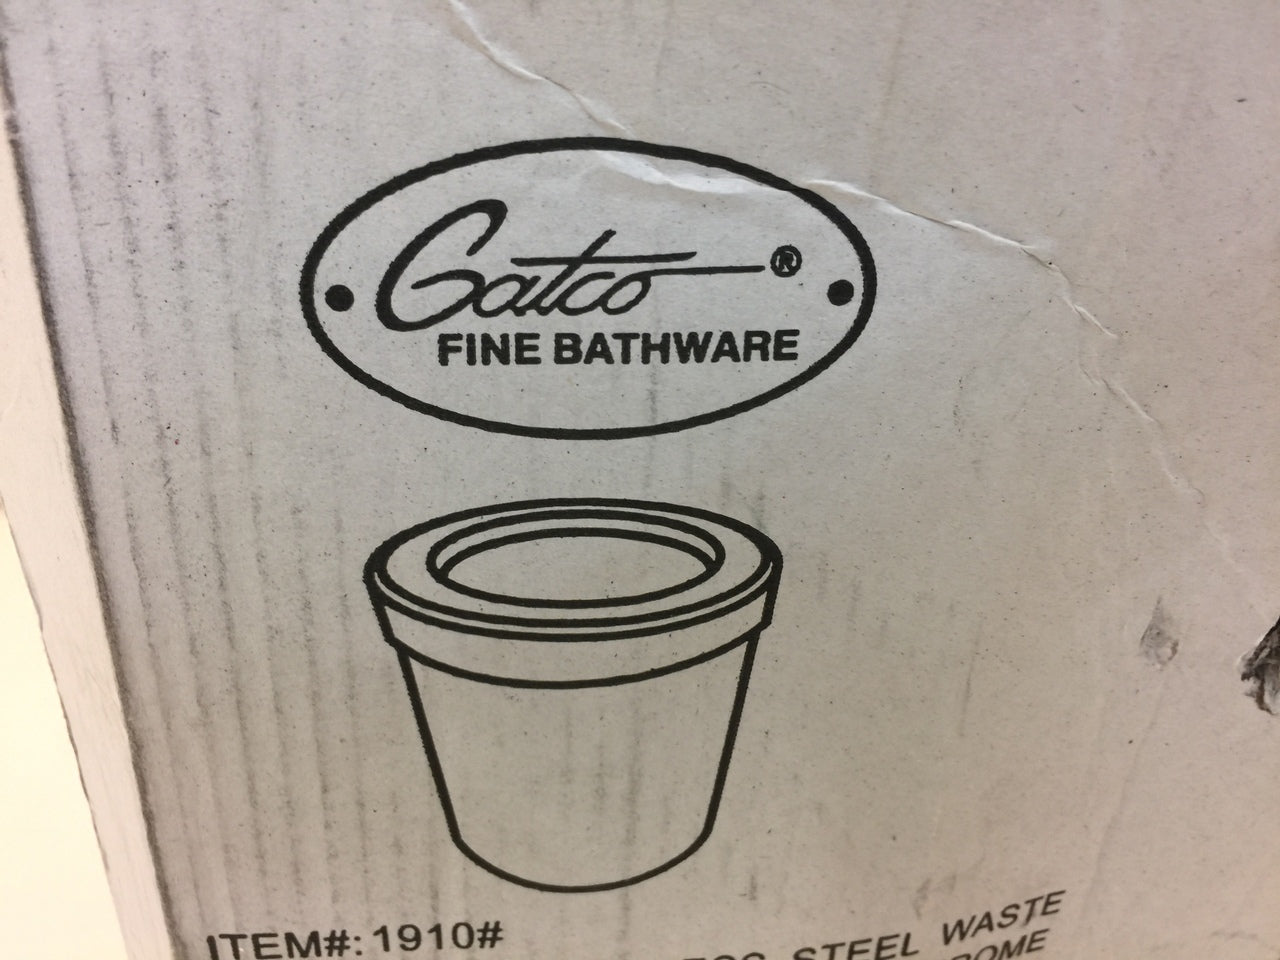 Gatco®
FINE BATHWARE
ITEM#: 1910#
STEEL WASTE